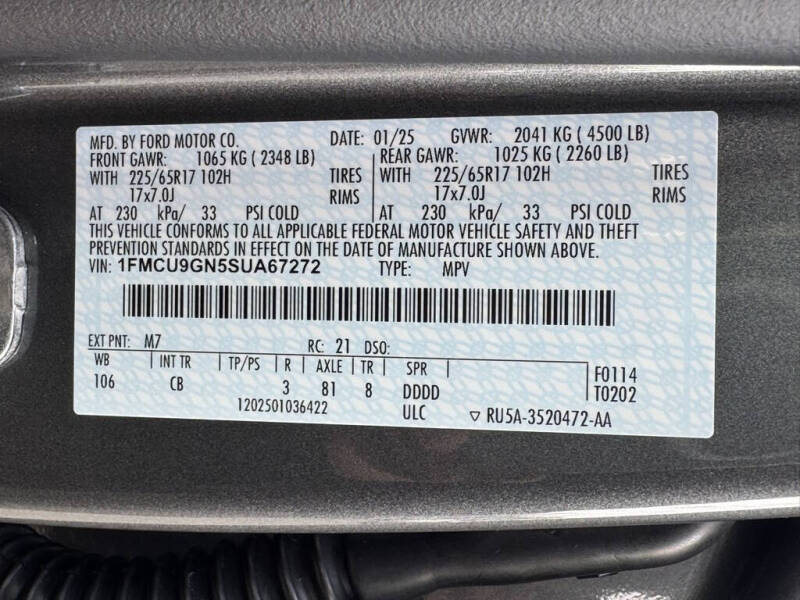 MFD. BY FORD MOTOR CO. DATE: 01/25 GVWR: 2041 KG ( 4500 LB)
FRONT GAWR: 1065 KG ( 2348 LB) REAR GAWR: 1025 KG ( 2260 LB)
WITH 225/65R17 102H TIRES WITH 225/65R17 102H TIRES
17x7.0J RIMS 17x7.0J RIMS
AT 230 kPa/ 33 PSI COLD AT 230 kPa/ 33 PSI COLD
THIS VEHICLE CONFORMS TO ALL APPLICABLE FEDERAL MOTOR VEHICLE SAFETY AND THEFT
PREVENTION STANDARDS IN EFFECT ON THE DATE OF MANUFACTURE SHOWN ABOVE.
VIN: 1FMCU9GN5SUA67272 TYPE: MPV
EXT PNT: M7 RC: 21 DSO:
WB INT TR TP/PS R AXLE TR SPR F0114
106 CB 3 81 8 DDDD T0202
1202501036422 ULC ▽ RU5A-3520472-AA